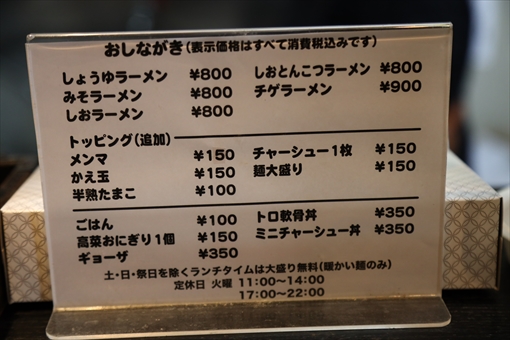 おしながき(表示価格はすべて消費税込みです)
しょうゆラーメン ¥800 しおとんこつラーメン ¥800
みそラーメン ¥800 チゲラーメン ¥900
しおラーメン ¥800
トッピング(追加)
メンマ ¥150 チャーシュー1枚 ¥150
かえ玉 ¥150 麺大盛り ¥150
半熟たまこ ¥100
ごはん ¥100 トロ軟骨丼 ¥350
高菜おにぎり1個 ¥150 ミニチャーシュー丼 ¥350
ギョーザ ¥350
土・日・祭日を除くランチタイムは大盛り無料(暖かい麺のみ)
定休日 火曜 11:00〜14:00
17:00〜22:00